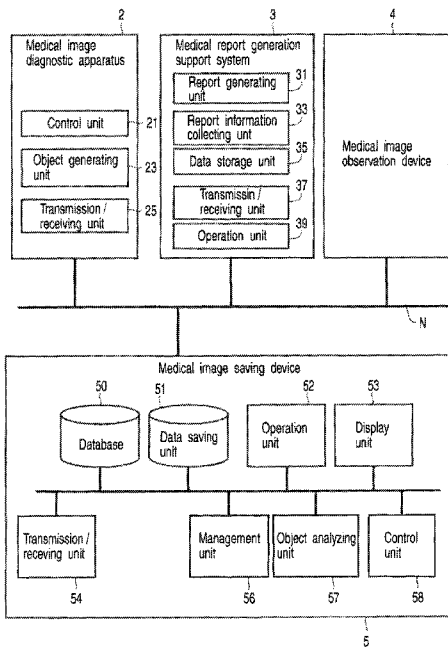 2
3
4
Medical image
diagnostic apparatus
Control unit
21
Object generating
unit
23
Transmission /
receiving unit
25
Medical report generation
support system
31
Report generating
unit
33
Report information
collecting unit
35
Data storage unit
37
Transmissin /
receiving unit
39
Operation unit
Medical image
observation device
N
Medical image saving device
50
Database
51
Data saving
unit
52
Operation
unit
53
Display
unit
Transmission /
receving unit
54
Management
unit
56
Object analyzing
unit
57
Control
unit
58
5